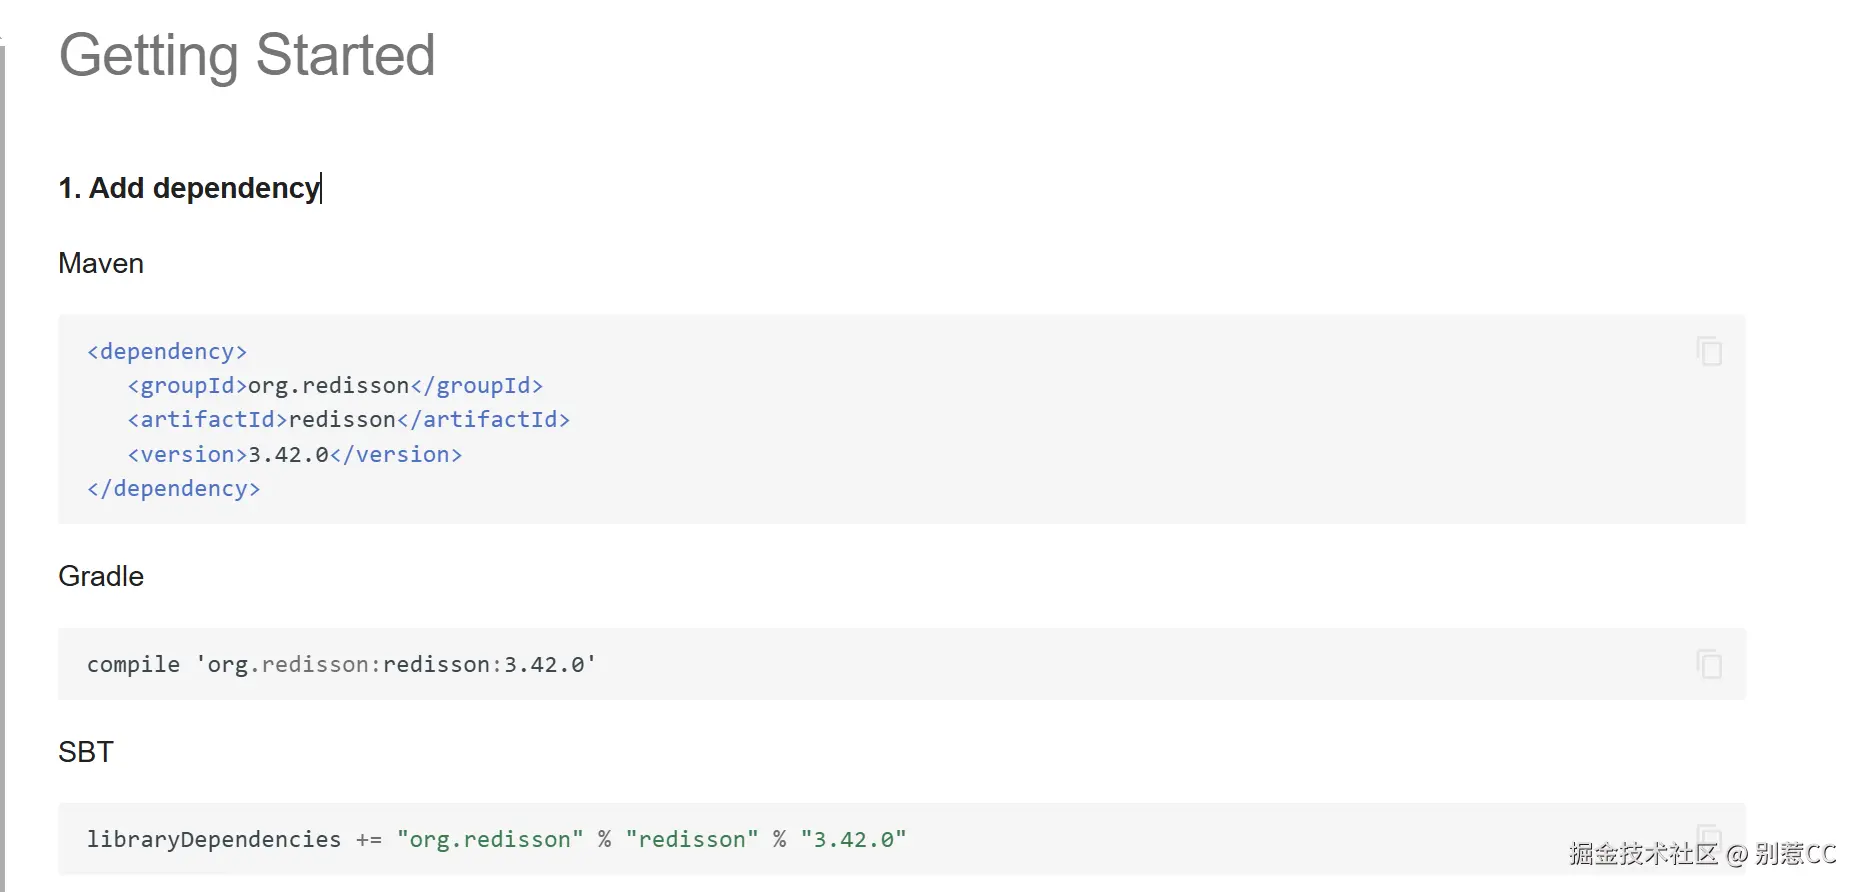 Getting Started
1. Add dependency
Maven
<dependency>
   <groupId>org.redisson</groupId>
   <artifactId>redisson</artifactId>
   <version>3.42.0</version>
</dependency>
Gradle
compile 'org.redisson:redisson:3.42.0'
SBT
libraryDependencies += "org.redisson" % "redisson" % "3.42.0"
掘金技术社区 @ 别惹CC